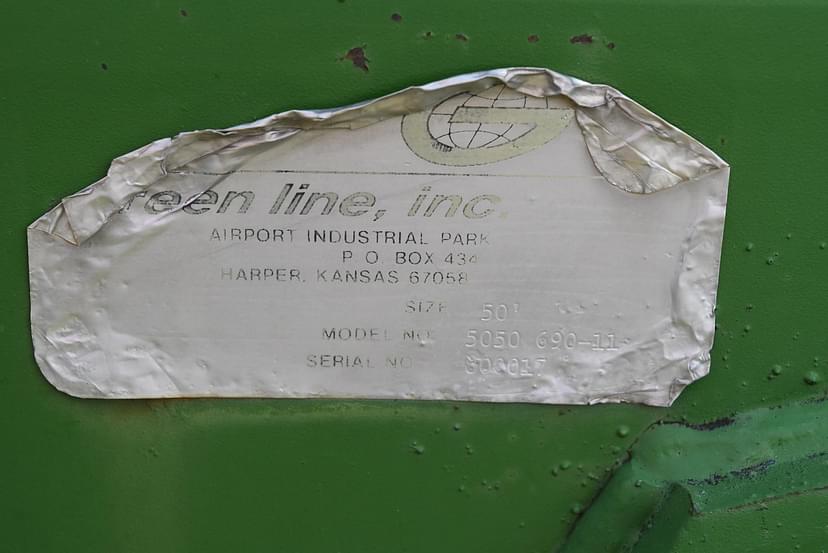 reen line, inc.
AIRPORT INDUSTRIAL PARK
P.O. BOX 434
HARPER, KANSAS 67058
SIZE 50'
MODEL NO. 5050 690-11
SERIAL NO.